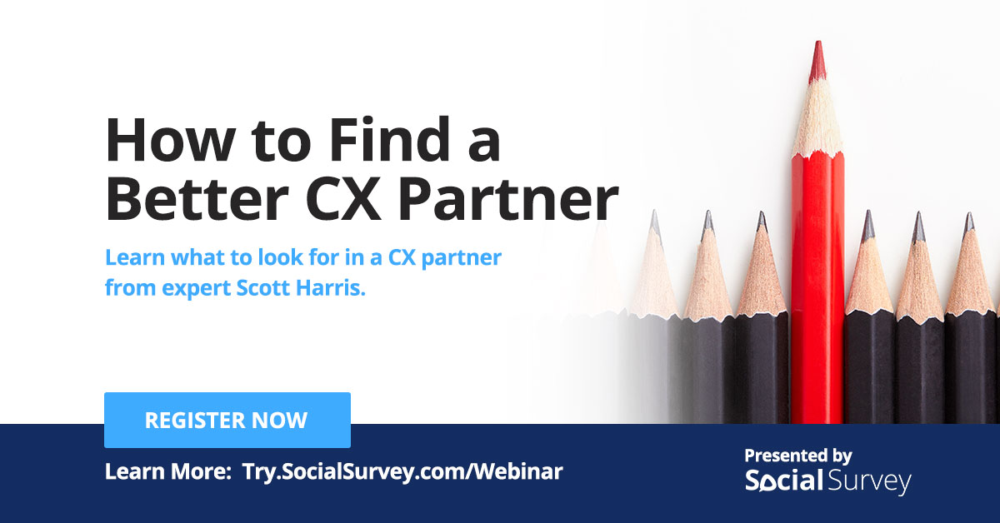 How to Find a
Better CX Partner
Learn what to look for in a CX partner
from expert Scott Harris.
REGISTER NOW
Learn More: Try.SocialSurvey.com/Webinar
Presented by
SocialSurvey